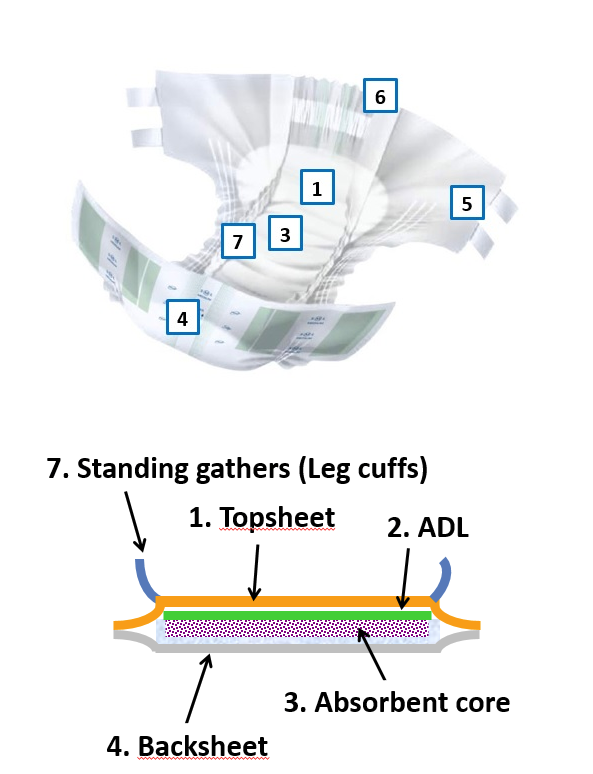 6
1
5
3
7
4
7. Standing gathers (Leg cuffs)
1. Topsheet
2. ADL
3. Absorbent core
4. Backsheet